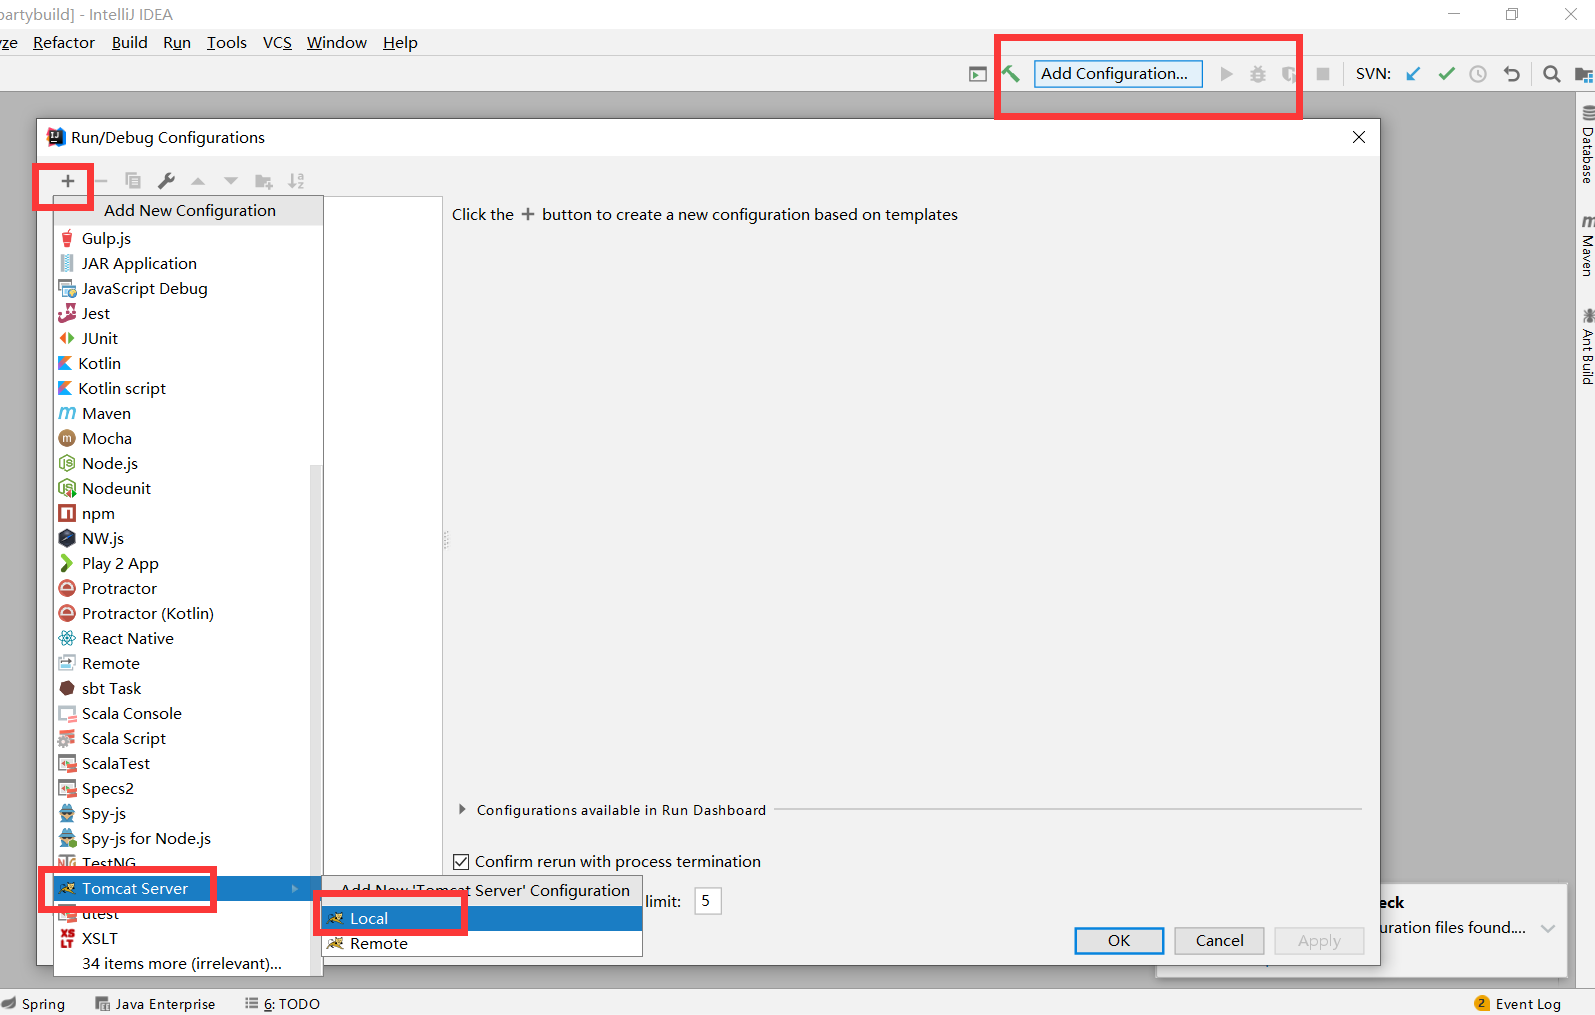 partybuild] - IntelliJ IDEA
yze Refactor Build Run Tools VCS Window Help
Add Configuration... SVN:
Run/Debug Configurations
Add New Configuration
Click the + button to create a new configuration based on templates
Gulp.js
JAR Application
JavaScript Debug
Jest
JUnit
Kotlin
Kotlin script
Maven
Mocha
Node.js
Nodeunit
npm
NW.js
Play 2 App
Protractor
Protractor (Kotlin)
React Native
Remote
sbt Task
Scala Console
Scala Script
ScalaTest
Specs2
Spy-js
Spy-js for Node.js
TestNG
Tomcat Server
utest
XSLT
34 items more (irrelevant)...
Add New 'Tomcat Server' Configuration
Local
Remote
Configurations available in Run Dashboard
Confirm rerun with process termination
limit: 5
OK Cancel Apply
eck
uration files found....
Database
Maven
Ant Build
Spring Java Enterprise 6: TODO
2 Event Log